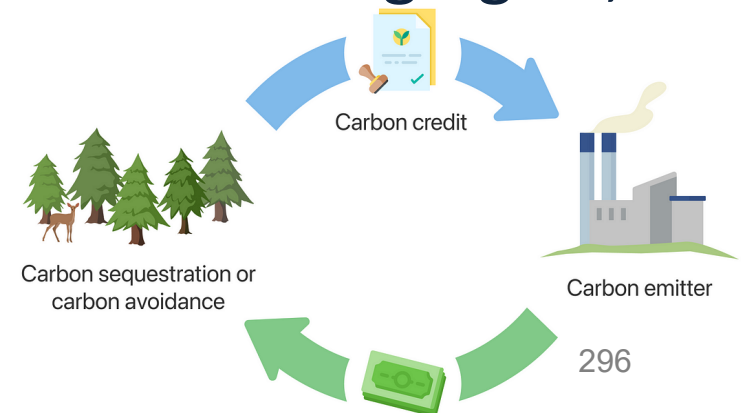 Carbon credit
Carbon sequestration or
carbon avoidance
Carbon emitter
296